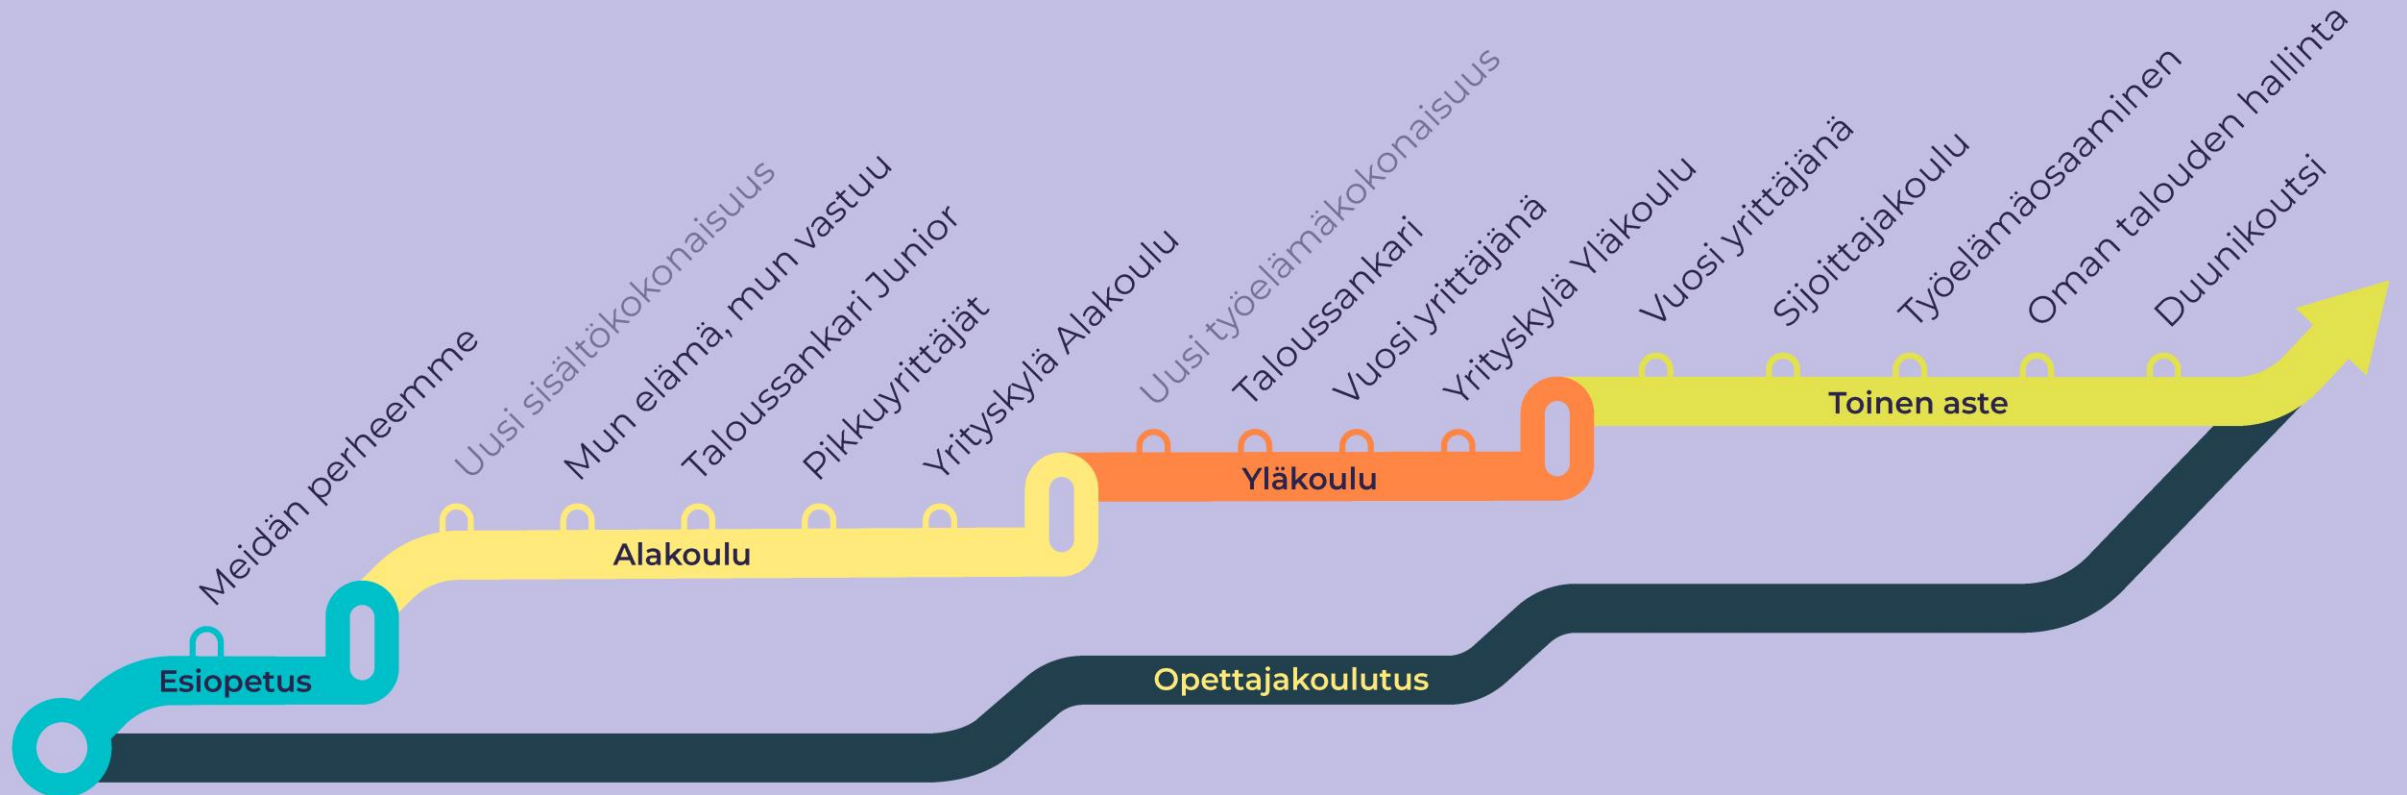 Meidän perheemme
Esiopetus
Uusi sisältökokonaisuus
Mun elämä, mun vastuu
Taloussankari Junior
Pikkuyrittäjät
Yrityskylä Alakoulu
Alakoulu
Uusi työelämäkokonaisuus
Taloussankari
Vuosi yrittäjänä
Yrityskylä Yläkoulu
Yläkoulu
Vuosi yrittäjänä
Sijoittajakoulu
Työelämäosaaminen
Oman talouden hallinta
Duunikoutsi
Toinen aste
Opettajakoulutus